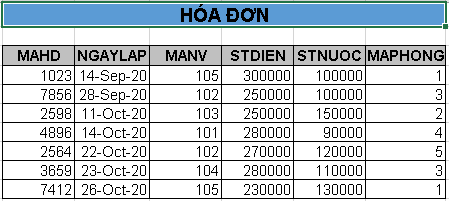 HÓA ĐƠN
MAHD NGAYLAP MANV STDIEN STNUOC MAPHONG
1023 14-Sep-20 105 300000 100000 1
7856 28-Sep-20 102 250000 100000 3
2598 11-Oct-20 103 250000 150000 2
4896 14-Oct-20 101 280000 90000 4
2564 22-Oct-20 102 270000 120000 5
3659 23-Oct-20 104 280000 110000 3
7412 26-Oct-20 105 230000 130000 1